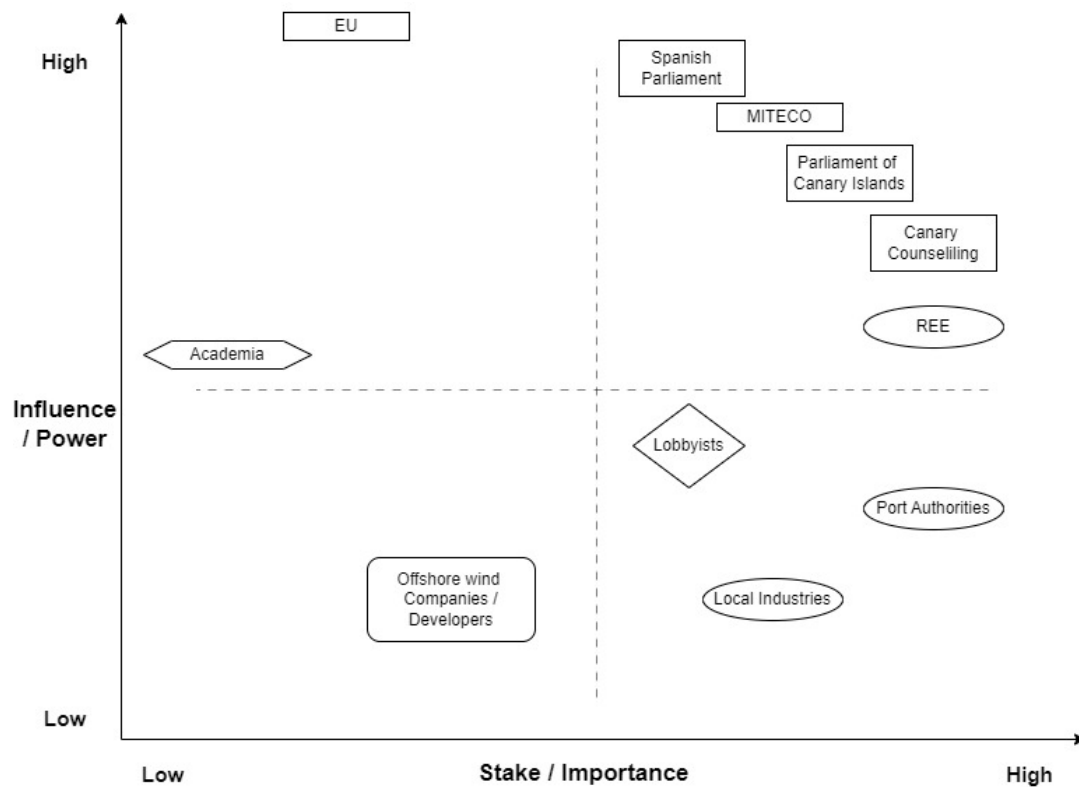 EU
High
Spanish
Parliament
MITECO
Parliament of
Canary Islands
Canary
Counseliling
REE
Academia
Influence
/ Power
Lobbyists
Port Authorities
Offshore wind
Companies /
Developers
Local Industries
Low
Low
Stake / Importance
High